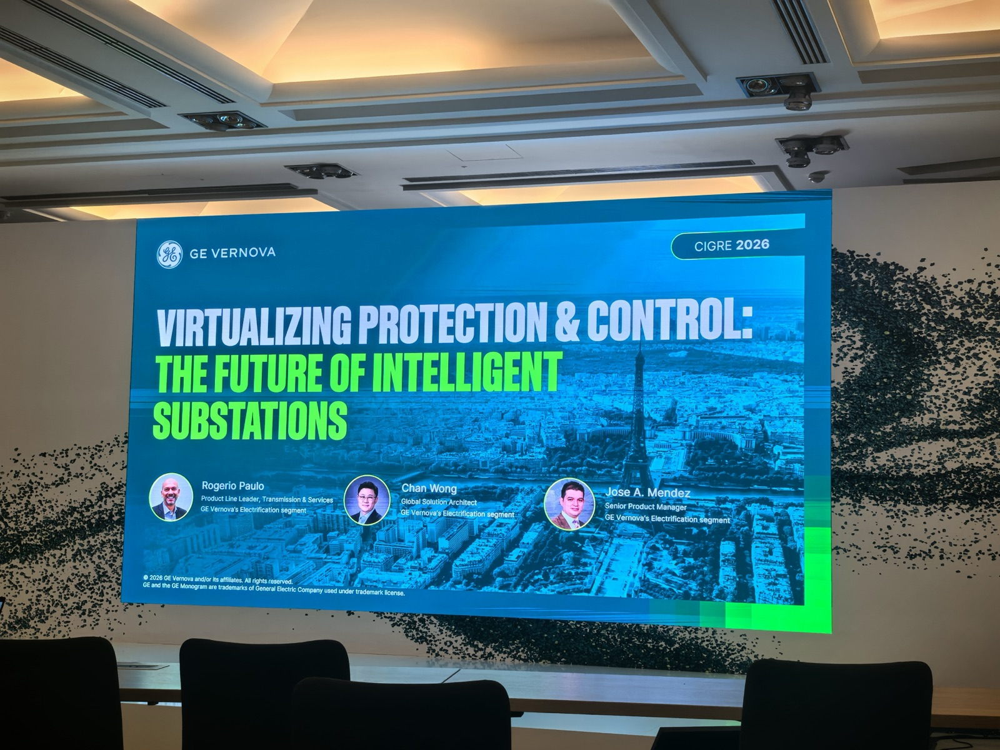 GE VERNOVA
CIGRE 2026
VIRTUALIZING PROTECTION & CONTROL:
THE FUTURE OF INTELLIGENT
SUBSTATIONS
Rogerio Paulo
Product Line Leader, Transmission & Services
GE Vernova's Electrification segment
Chan Wong
Global Solution Architect
GE Vernova's Electrification segment
Jose A. Mendez
Senior Product Manager
GE Vernova's Electrification segment
© 2026 GE Vernova and/or its affiliates. All rights reserved.
GE and the GE Monogram are trademarks of General Electric Company used under trademark license.